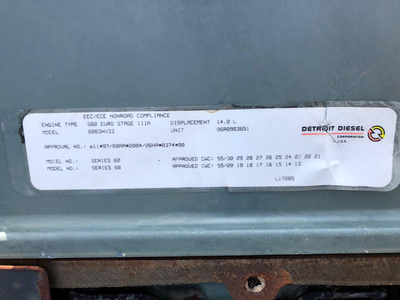 EEC/ECE NONROAD COMPLIANCE
ENGINE TYPE S60 EURO STAGE IIIA DISPLACEMENT 14.0 L
MODEL 6063HV33 UNIT 06R0983651
DETROIT DIESEL
CORPORATION
U.S.A
APPROVAL NO. e11*97/68RA*2004/26HA*0374*00
MODEL NO.: SERIES 60 APPROVED CWC: 55/30 29 28 27 26 25 24 21 22 21
MODEL NO.: SERIES 60 APPROVED CWC: 55/20 19 18 17 16 15 14 13